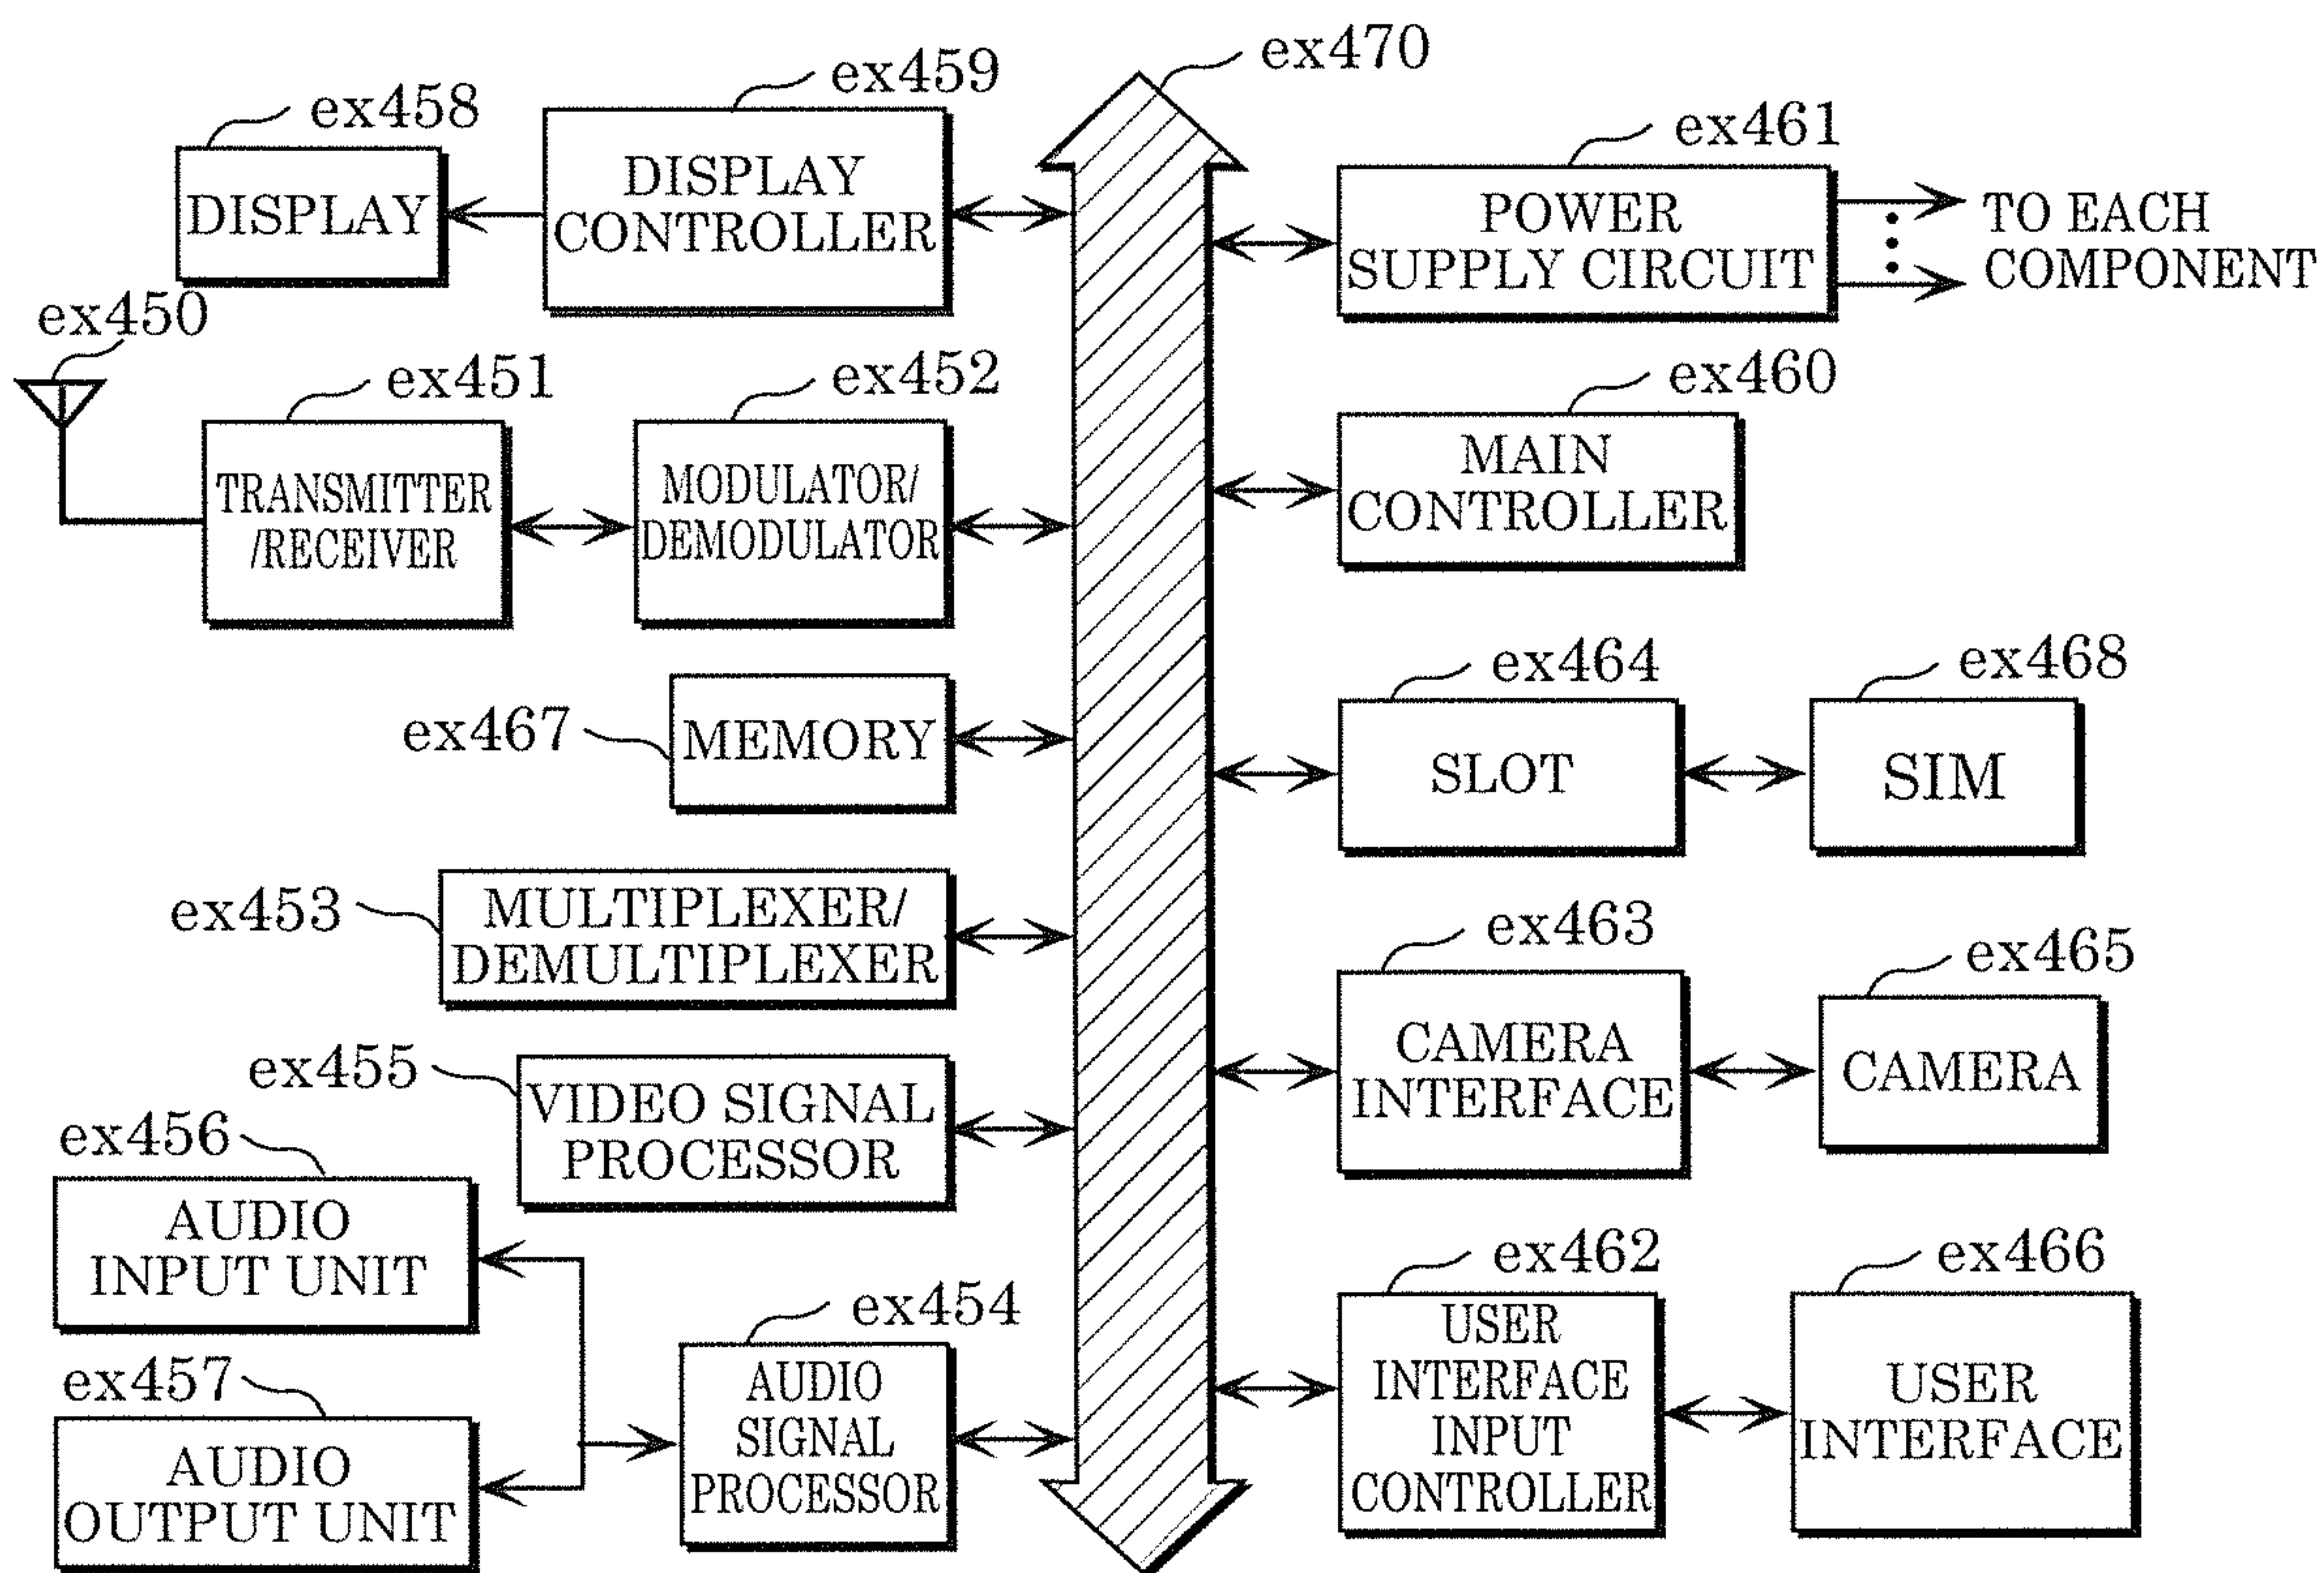 ex470
ex459
ex458
DISPLAY
DISPLAY
CONTROLLER
ex461
POWER
SUPPLY CIRCUIT
TO EACH
COMPONENT
ex450
ex451
TRANSMITTER
/RECEIVER
ex452
MODULATOR/
DEMODULATOR
ex460
MAIN
CONTROLLER
ex467
MEMORY
ex464
SLOT
ex468
SIM
ex453
MULTIPLEXER/
DEMULTIPLEXER
ex463
CAMERA
INTERFACE
ex465
CAMERA
ex455
VIDEO SIGNAL
PROCESSOR
ex456
AUDIO
INPUT UNIT
ex457
AUDIO
OUTPUT UNIT
ex454
AUDIO
SIGNAL
PROCESSOR
ex462
USER
INTERFACE
INPUT
CONTROLLER
ex466
USER
INTERFACE